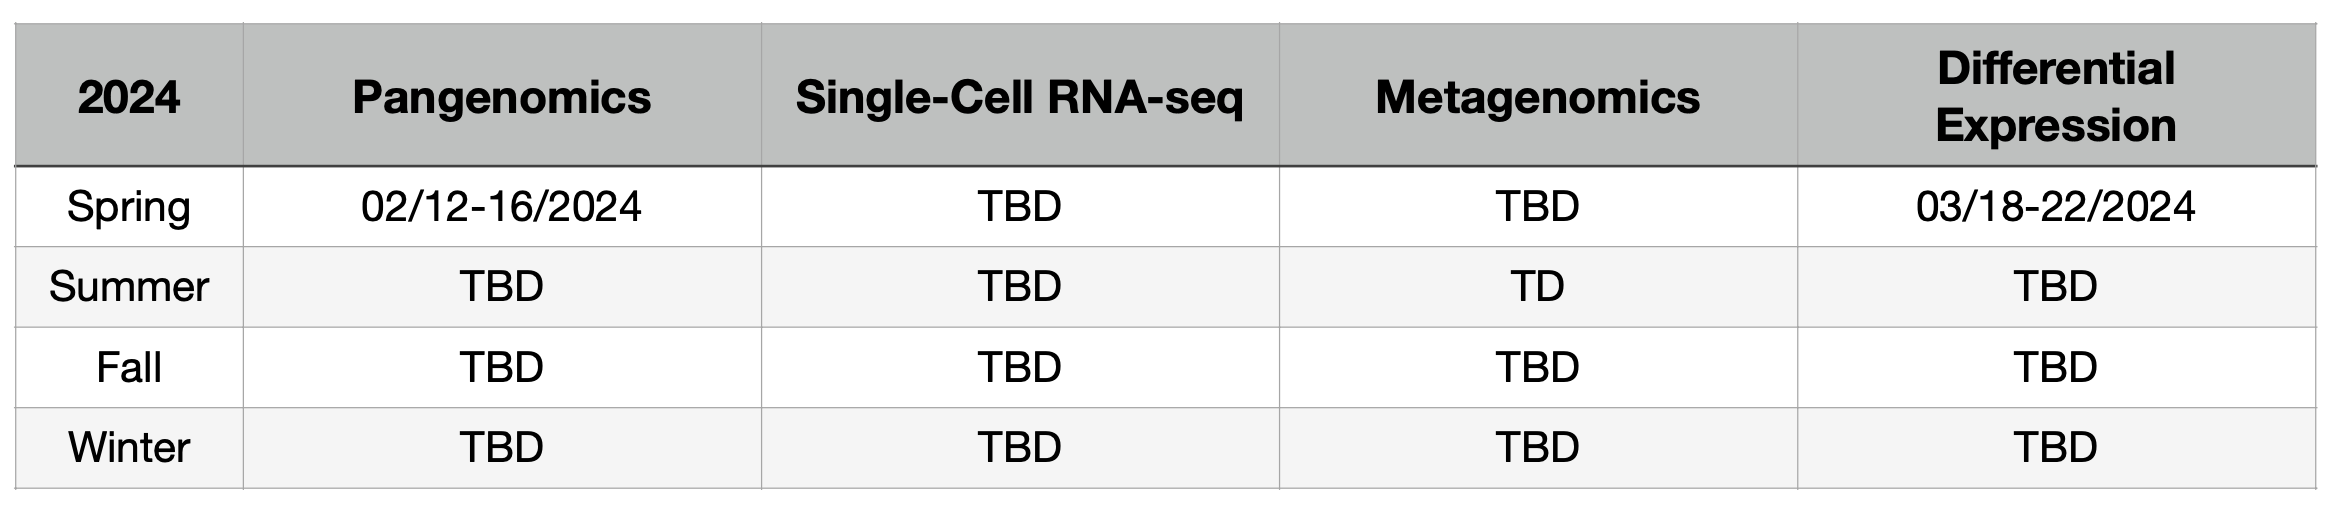 2024 Pangenomics Single-Cell RNA-seq Metagenomics Differential
Expression
Spring 02/12-16/2024 TBD TBD 03/18-22/2024
Summer TBD TBD TD TBD
Fall TBD TBD TBD TBD
Winter TBD TBD TBD TBD